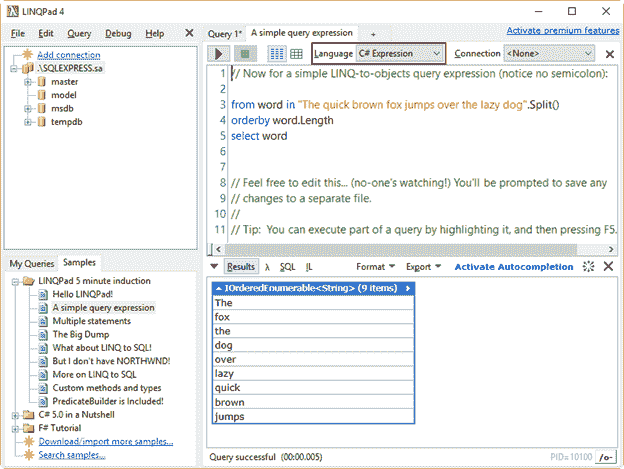 LINQPad 4
File Edit Query Debug Help
Add connection
.\SQLEXPRESS.sa
master
model
msdb
tempdb
My Queries Samples
LINQPad 5 minute induction
Hello LINQPad!
A simple query expression
Multiple statements
The Big Dump
What about LINQ to SQL!
But I don't have NORTHWND!
More on LINQ to SQL
Custom methods and types
PredicateBuilder is Included!
C# 5.0 in a Nutshell
F# Tutorial
Download/import more samples...
Search samples...
Query 1* A simple query expression + Activate premium features
Language C# Expression Connection <None>
1 // Now for a simple LINQ-to-objects query expression (notice no semicolon):
2
3 from word in "The quick brown fox jumps over the lazy dog".Split()
4 orderby word.Length
5 select word
6
7
8 // Feel free to edit this... (no-one's watching!) You'll be prompted to save any
9 // changes to a separate file.
10 //
11 // Tip: You can execute part of a query by highlighting it, and then pressing F5.
Results λ SQL IL Format Export Activate Autocompletion
IOrderedEnumerable<String> (9 items)
The
fox
the
dog
over
lazy
quick
brown
jumps
Query successful (00:00.005) PID=10100 /o-